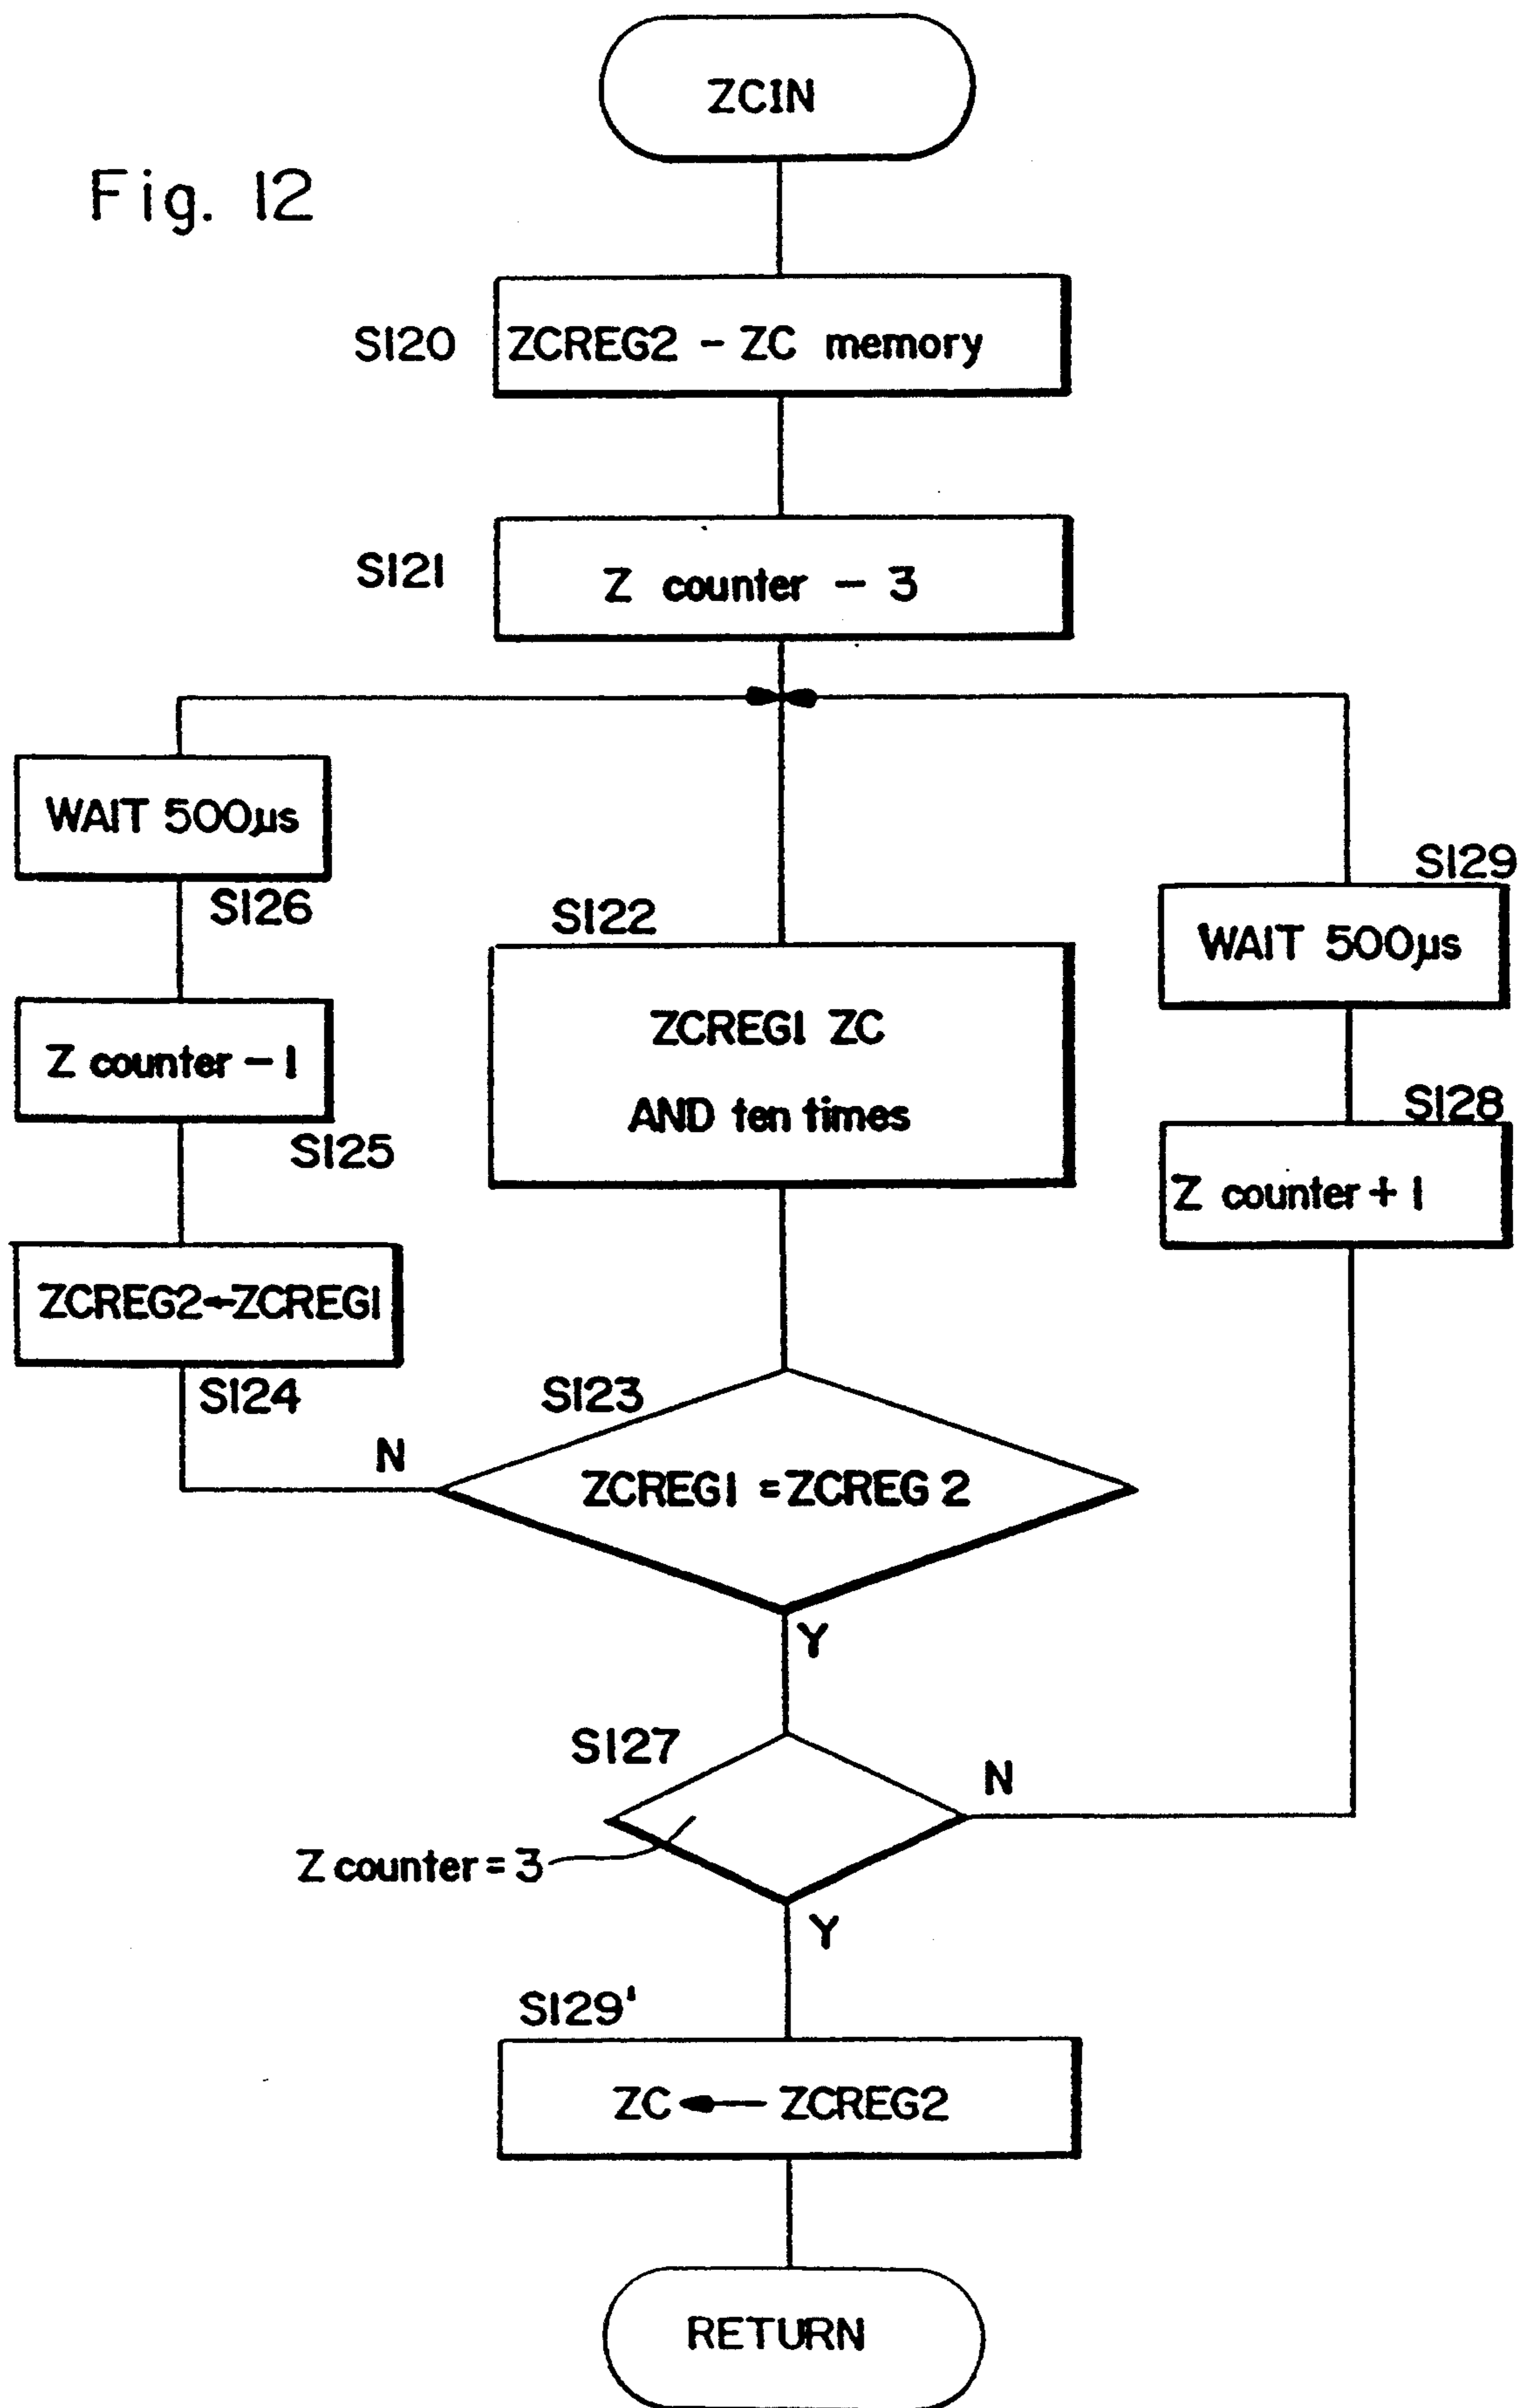 ZCIN
Fig. 12
S120
ZCREG2 - ZC memory
S121
Z counter - 3
WAIT 500µs
S126
S129
WAIT 500µs
S122
ZCREG1 ZC
AND ten times
Z counter - 1
S125
S128
Z counter + 1
ZCREG2←ZCREG1
S124
S123
N
ZCREG1 = ZCREG 2
Y
S127
N
Z counter = 3
Y
S129'
ZC ← ZCREG2
RETURN